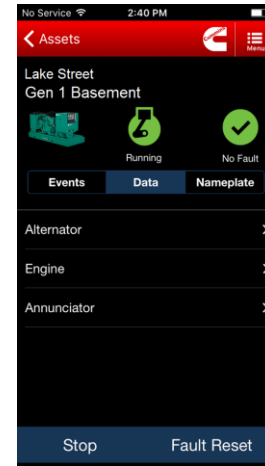 No Service 2:40 PM
Assets
Menu
Lake Street
Gen 1 Basement
Running No Fault
Events Data Nameplate
Alternator
Engine
Annunciator
Stop Fault Reset